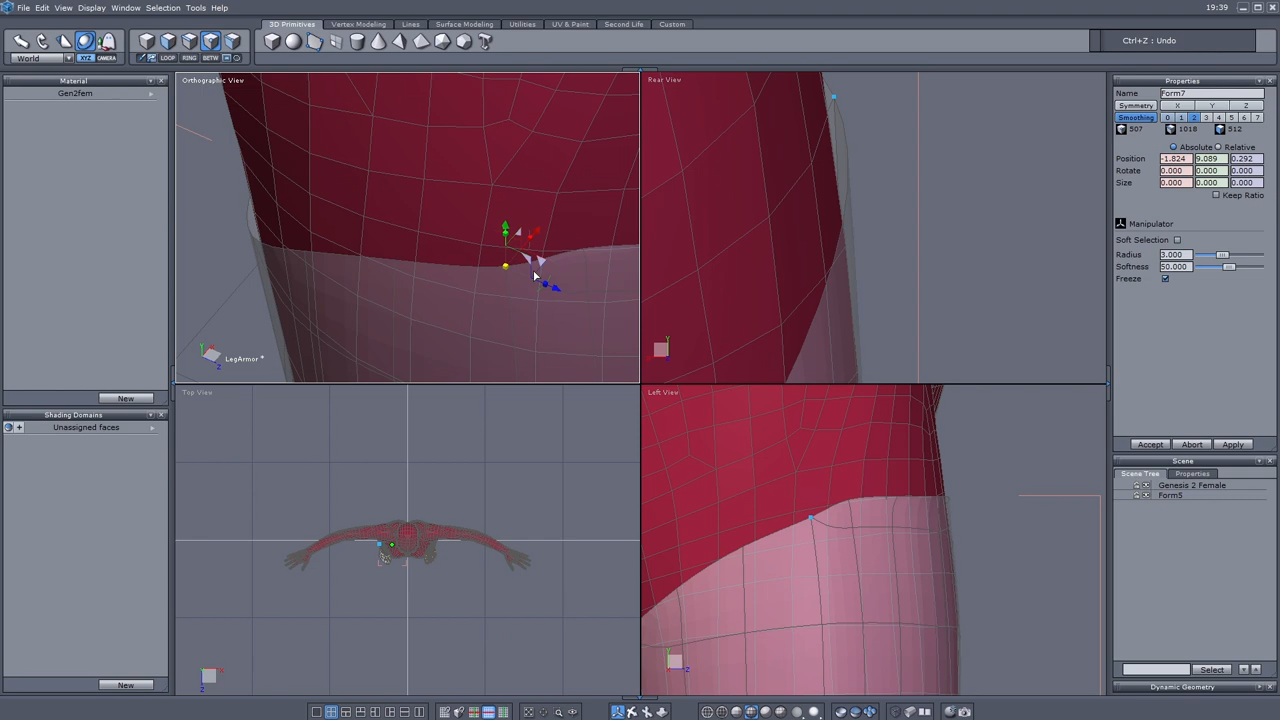 File Edit View Display Window Selection Tools Help
19:39
3D Primitives Vertex Modeling Lines Surface Modeling Utilities UV & Paint Second Life Custom
World XYZ CAMERA
LOOP RING BETW
Ctrl+Z : Undo
Material
Gen2fem
New
Shading Domains
Unassigned faces
New
Orthographic View
LegArmor *
Rear View
Top View
Left View
Properties
Name Form7
Symmetry X Y Z
Smoothing 0 1 2 3 4 5 6 7
507 1018 512
Absolute Relative
Position -1.824 9.089 0.292
Rotate 0.000 0.000 0.000
Size 0.000 0.000 0.000
Keep Ratio
Manipulator
Soft Selection
Radius 3.000
Softness 50.000
Freeze
Accept Abort Apply
Scene
Scene Tree Properties
Genesis 2 Female
Form5
Select
Dynamic Geometry